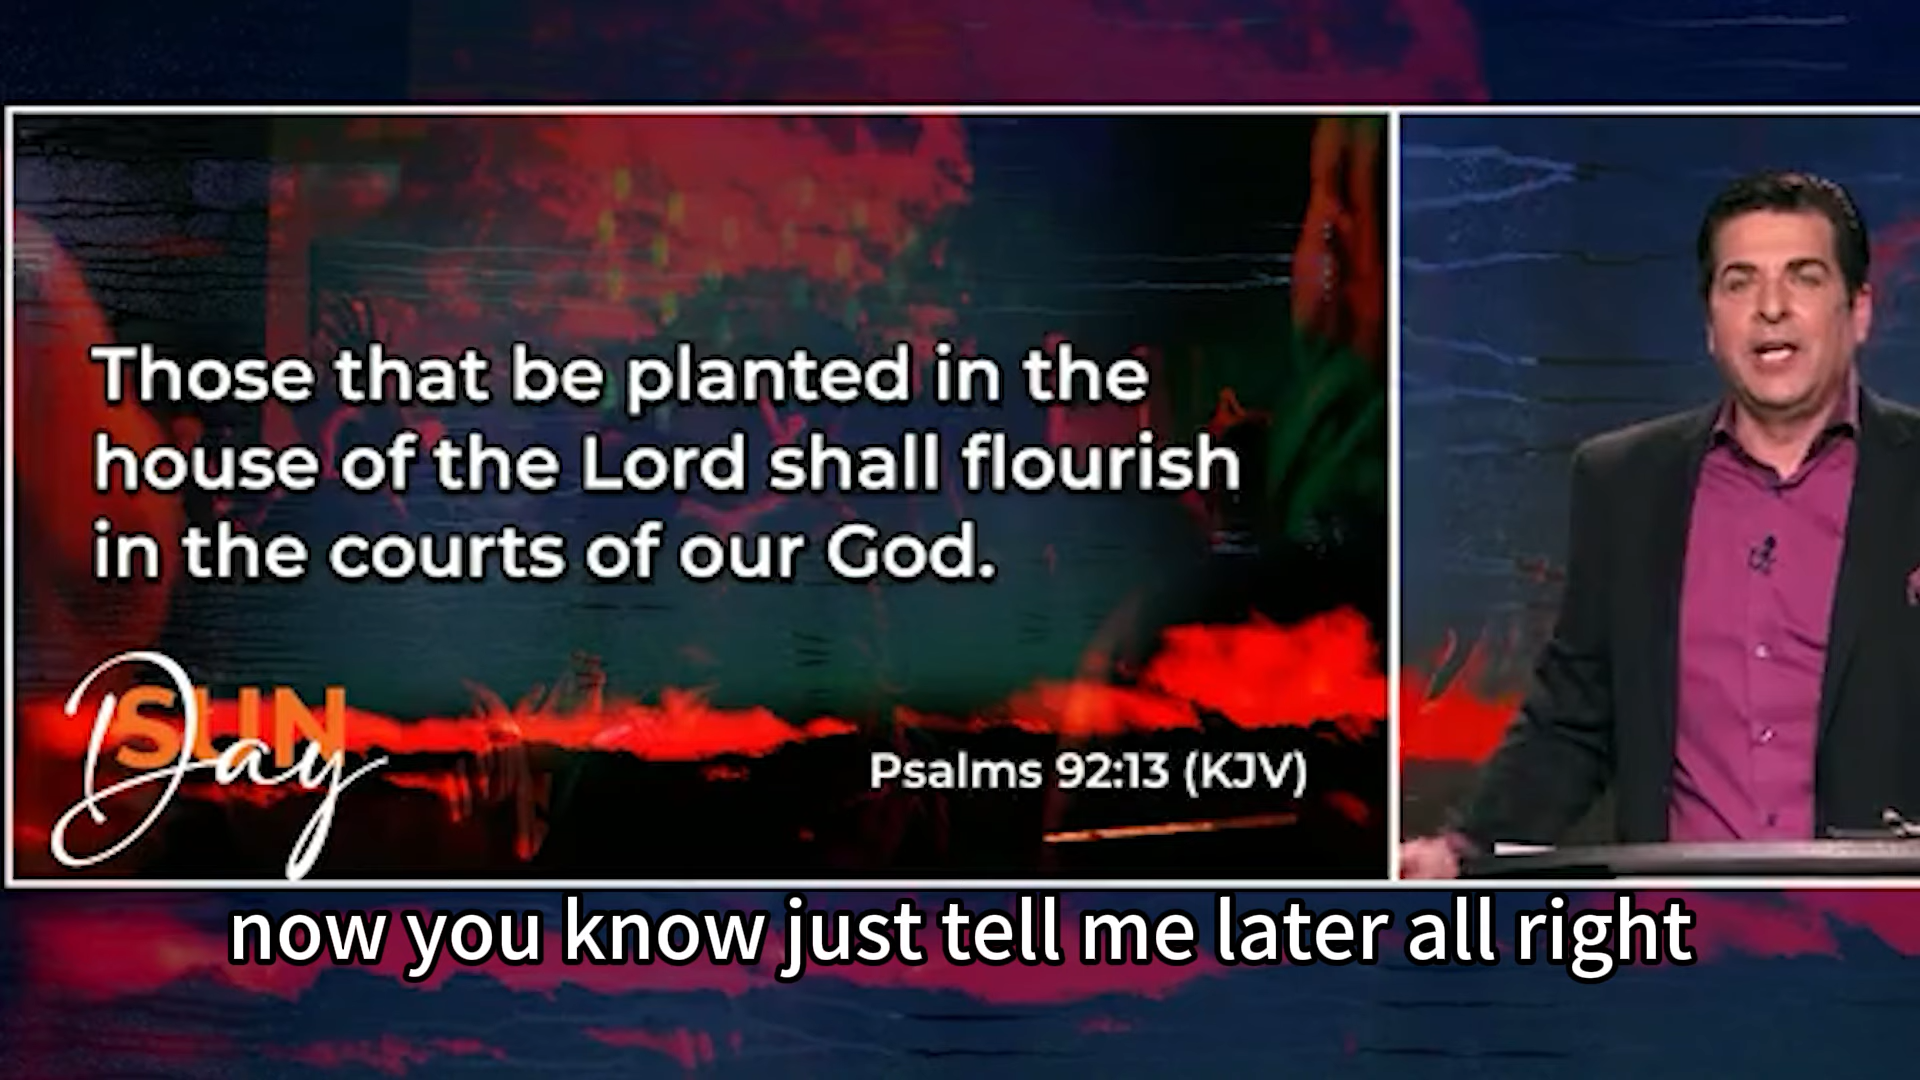 Those that be planted in the
house of the Lord shall flourish
in the courts of our God.
SUN
Day
Psalms 92:13 (KJV)
now you know just tell me later all right